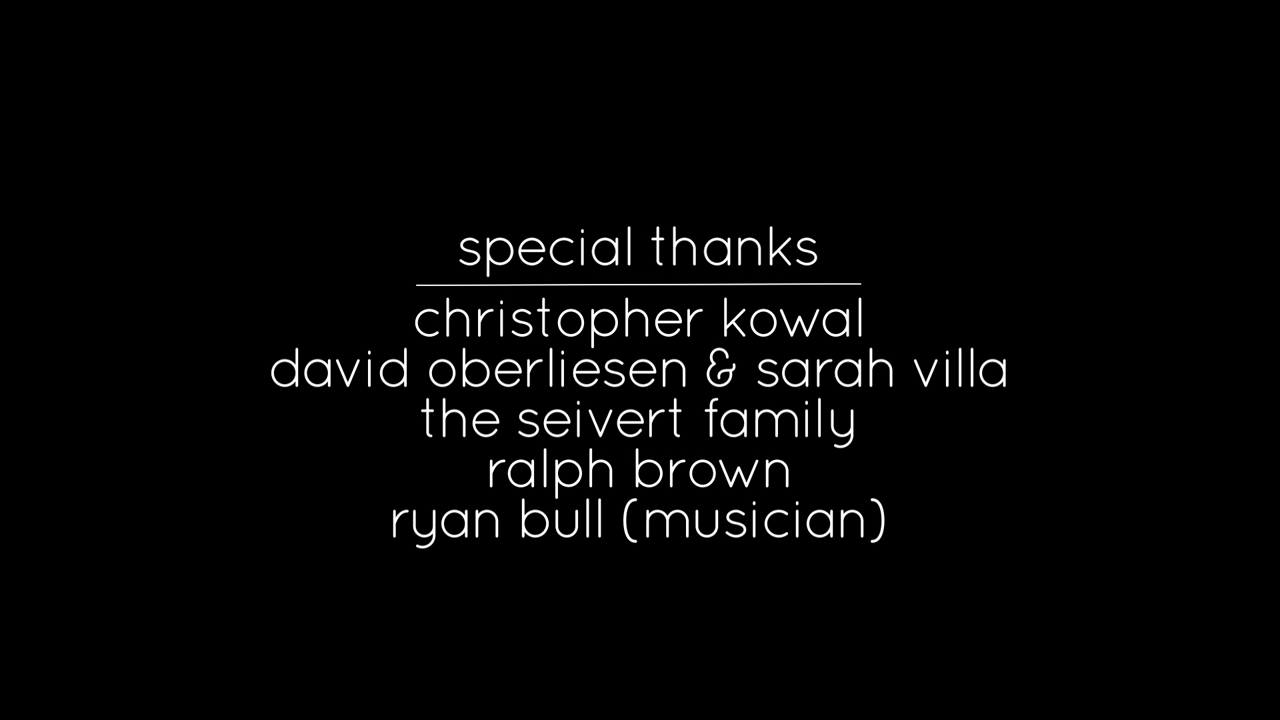 special thanks
christopher kowal
david oberliesen & sarah villa
the seivert family
ralph brown
ryan bull (musician)